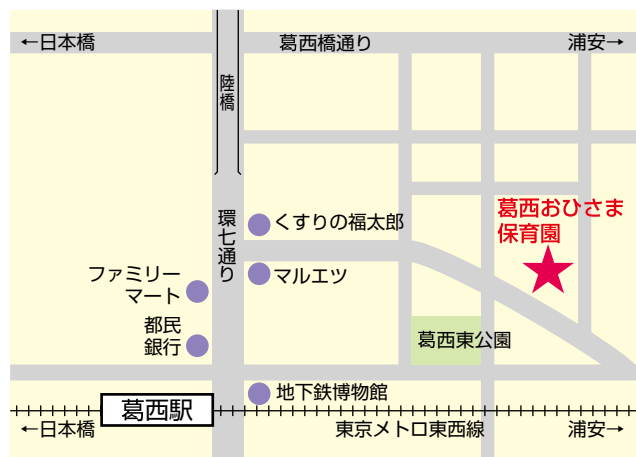 ←日本橋
葛西橋通り
浦安→
陸橋
環七通り
くすりの福太郎
葛西おひさま
保育園
ファミリー
マート
マルエツ
都民
銀行
葛西東公園
地下鉄博物館
葛西駅
←日本橋
東京メトロ東西線
浦安→